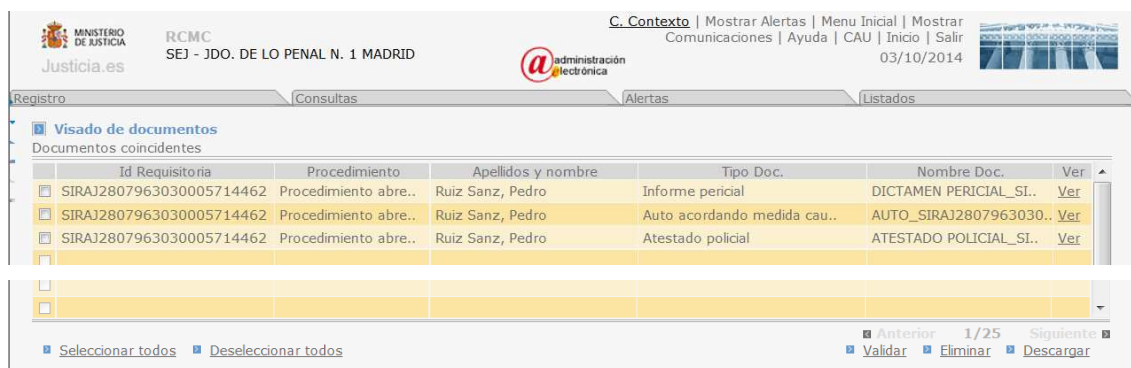 MINISTERIO
DE JUSTICIA
Justicia.es
RCMC
SEJ - JDO. DE LO PENAL N. 1 MADRID
administración
electrónica
C. Contexto | Mostrar Alertas | Menu Inicial | Mostrar
Comunicaciones | Ayuda | CAU | Inicio | Salir
03/10/2014
Registro Consultas Alertas Listados
Visado de documentos
Documentos coincidentes
Id Requisitoria Procedimiento Apellidos y nombre Tipo Doc. Nombre Doc. Ver
SIRAJ2807963030005714462 Procedimiento abre.. Ruiz Sanz, Pedro Informe pericial DICTAMEN PERICIAL_SI.. Ver
SIRAJ2807963030005714462 Procedimiento abre.. Ruiz Sanz, Pedro Auto acordando medida cau.. AUTO_SIRAJ2807963030.. Ver
SIRAJ2807963030005714462 Procedimiento abre.. Ruiz Sanz, Pedro Atestado policial ATESTADO POLICIAL_SI.. Ver
Anterior 1/25 Siguiente
Seleccionar todos Deseleccionar todos Validar Eliminar Descargar